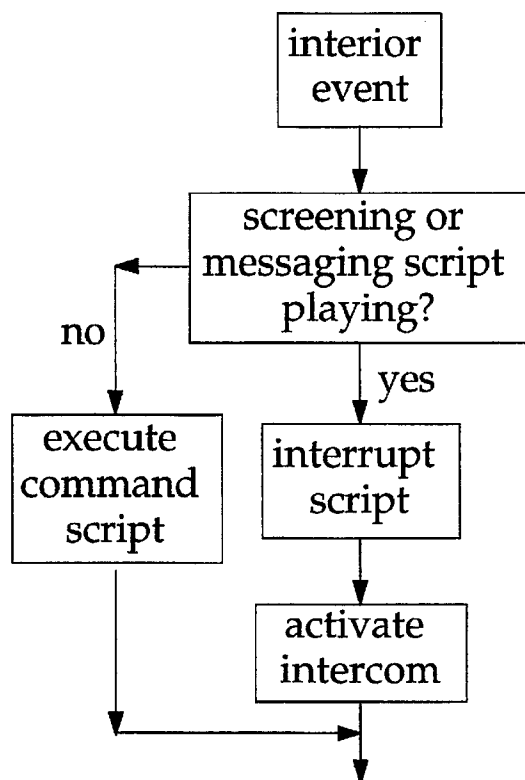 interior
event
screening or
messaging script
playing?
no
yes
execute
command
script
interrupt
script
activate
intercom